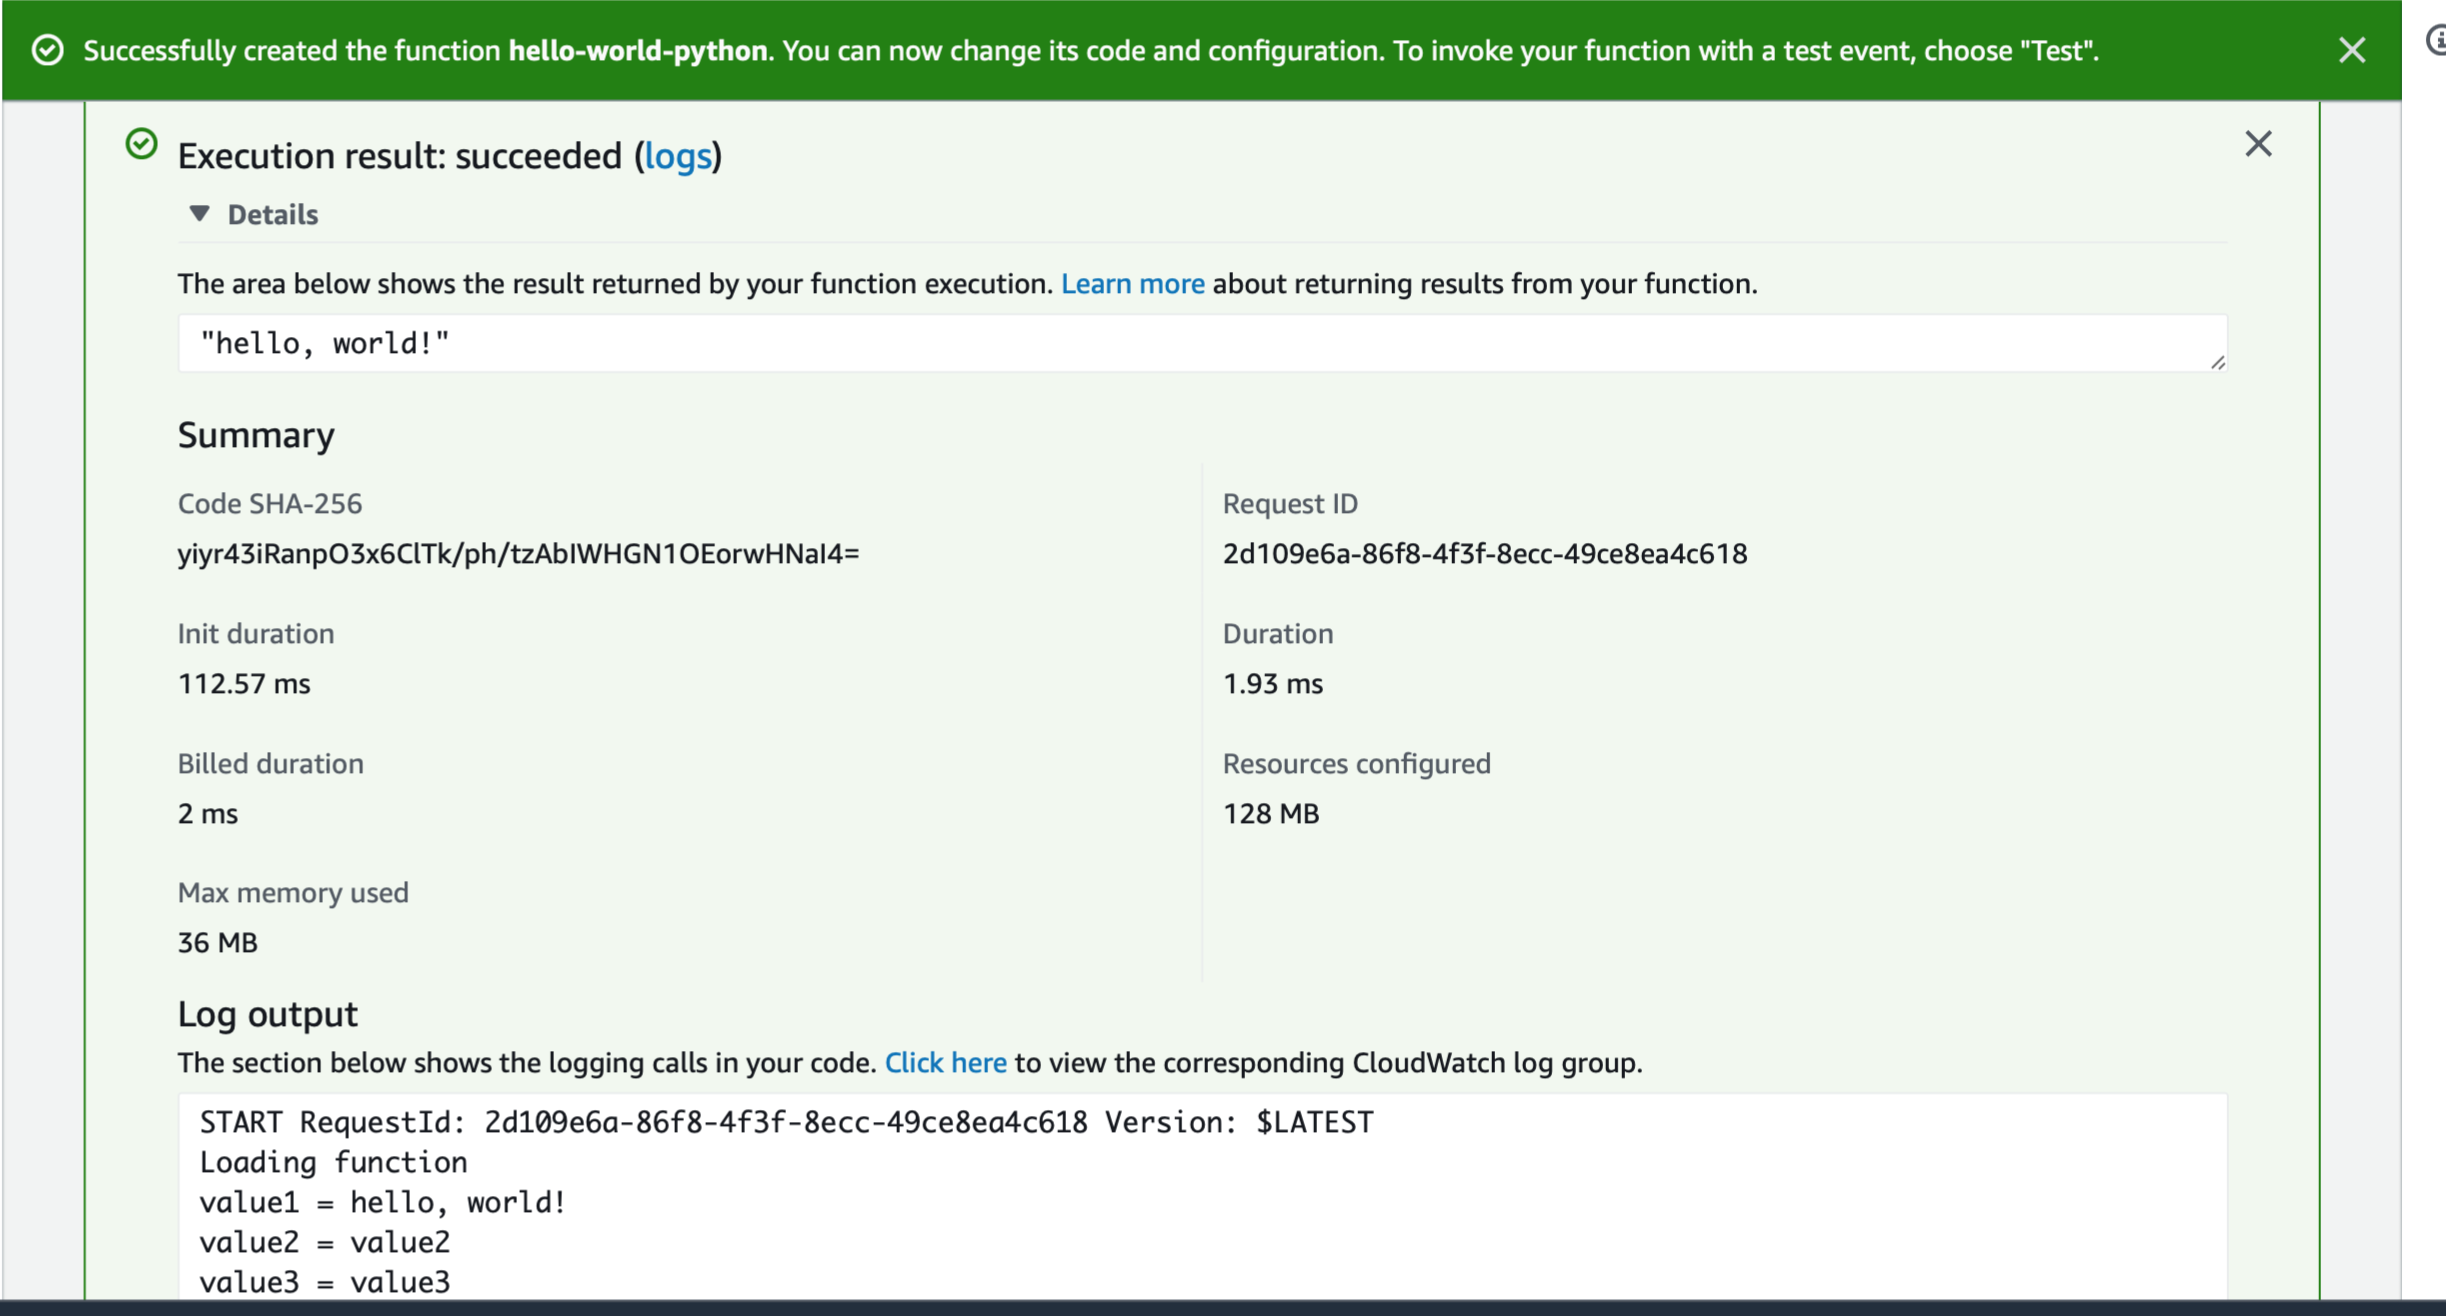 Successfully created the function hello-world-python. You can now change its code and configuration. To invoke your function with a test event, choose "Test".
Execution result: succeeded (logs)
Details
The area below shows the result returned by your function execution. Learn more about returning results from your function.
"hello, world!"
Summary
Code SHA-256
yiyr43iRanpO3x6ClTk/ph/tzAbIWHGN1OEorwHNaI4=
Request ID
2d109e6a-86f8-4f3f-8ecc-49ce8ea4c618
Init duration
112.57 ms
Duration
1.93 ms
Billed duration
2 ms
Resources configured
128 MB
Max memory used
36 MB
Log output
The section below shows the logging calls in your code. Click here to view the corresponding CloudWatch log group.
START RequestId: 2d109e6a-86f8-4f3f-8ecc-49ce8ea4c618 Version: $LATEST
Loading function
value1 = hello, world!
value2 = value2
value3 = value3